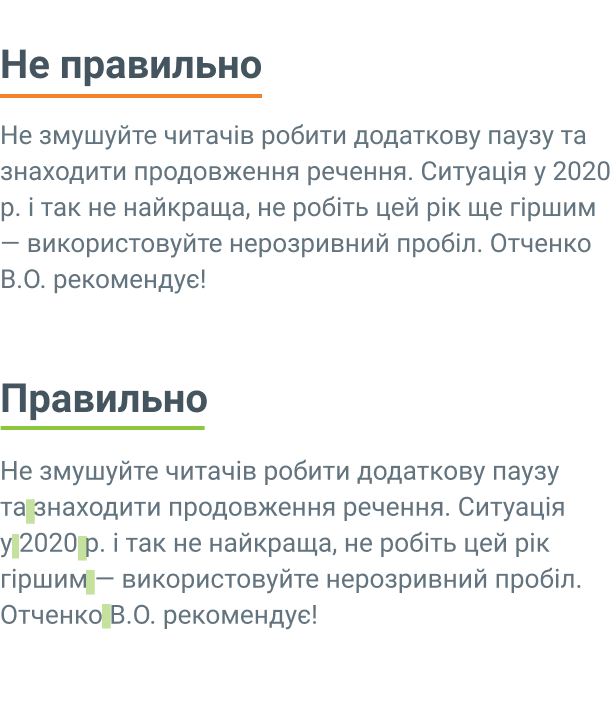 Не правильно
Не змушуйте читачів робити додаткову паузу та
знаходити продовження речення. Ситуація у 2020
р. і так не найкраща, не робіть цей рік ще гіршим
— використовуйте нерозривний пробіл. Отченко
В.О. рекомендує!
Правильно
Не змушуйте читачів робити додаткову паузу
та знаходити продовження речення. Ситуація
у 2020 р. і так не найкраща, не робіть цей рік
гіршим — використовуйте нерозривний пробіл.
Отченко В.О. рекомендує!